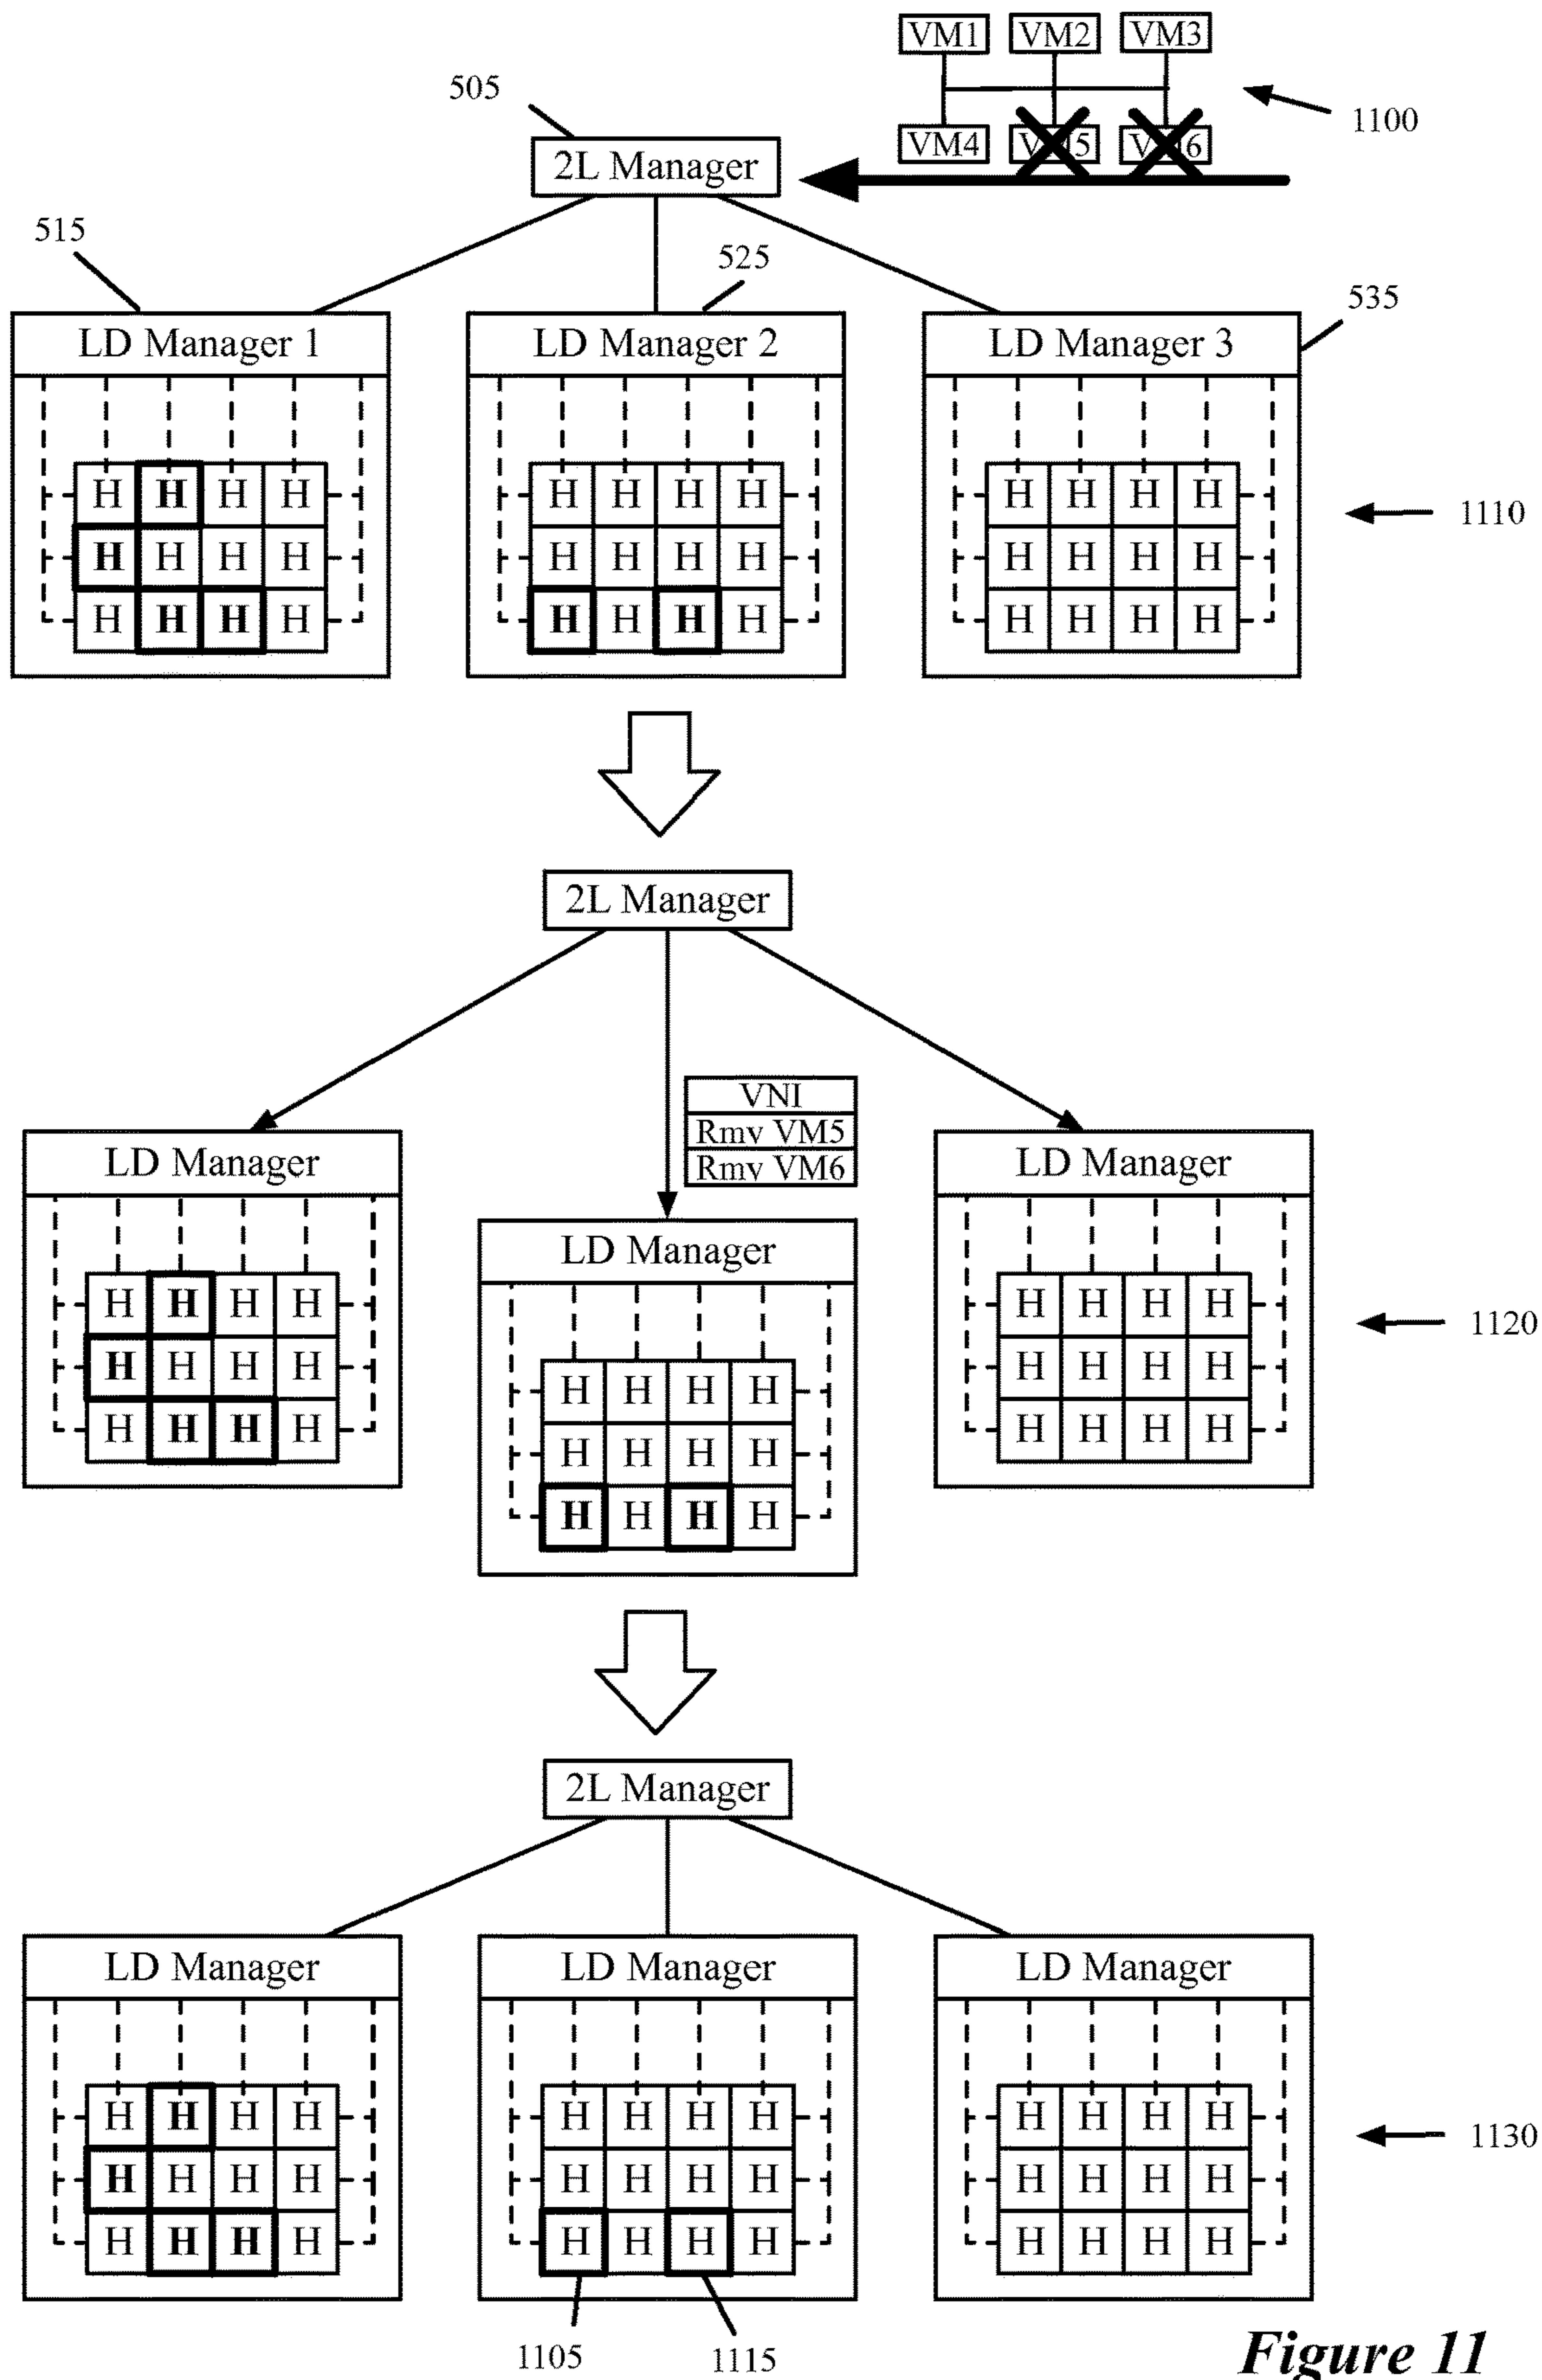 VM1 VM2 VM3
505
1100
VM4
2L Manager
515
525
535
LD Manager 1 LD Manager 2 LD Manager 3
H H H H H H H H H H H H
1110
H H H H H H H H H H H H
H H H H H H H H H H H H
2L Manager
VNI
Rmv VM5
Rmv VM6
LD Manager LD Manager
LD Manager
H H H H H H H H
1120
H H H H H H H H
H H H H
H H H H H H H H
H H H H
H H H H
2L Manager
LD Manager LD Manager LD Manager
H H H H H H H H H H H H
1130
H H H H H H H H H H H H
H H H H H H H H H H H H
1105 1115
Figure 11